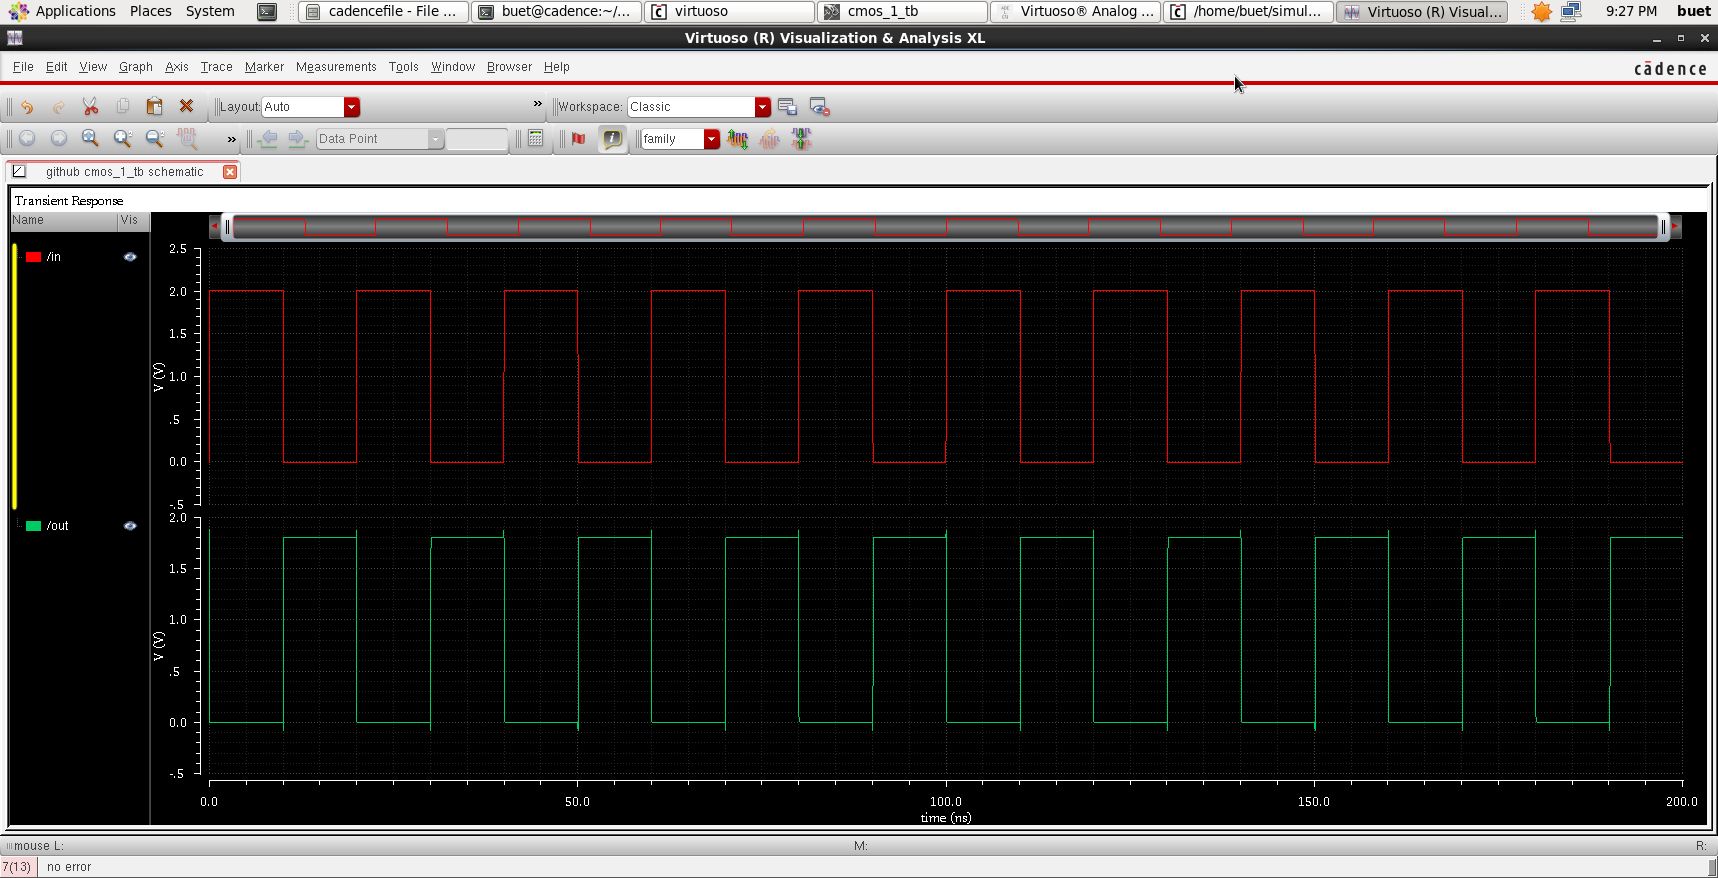 Applications Places System cadencefile - File ... buet@cadence:~/... virtuoso cmos_1_tb Virtuoso® Analog ... /home/buet/simul... Virtuoso (R) Visual... 9:27 PM buet
Virtuoso (R) Visualization & Analysis XL
File Edit View Graph Axis Trace Marker Measurements Tools Window Browser Help cādence
Layout: Auto » Workspace: Classic
» Data Point family
github cmos_1_tb schematic
Transient Response
Name Vis
/in
2.5
2.0
1.5
1.0
.5
0.0
-.5
V (V)
/out
2.0
1.5
1.0
.5
0.0
-.5
V (V)
0.0 50.0 100.0 150.0 200.0
time (ns)
mouse L: M: R:
7(13) no error